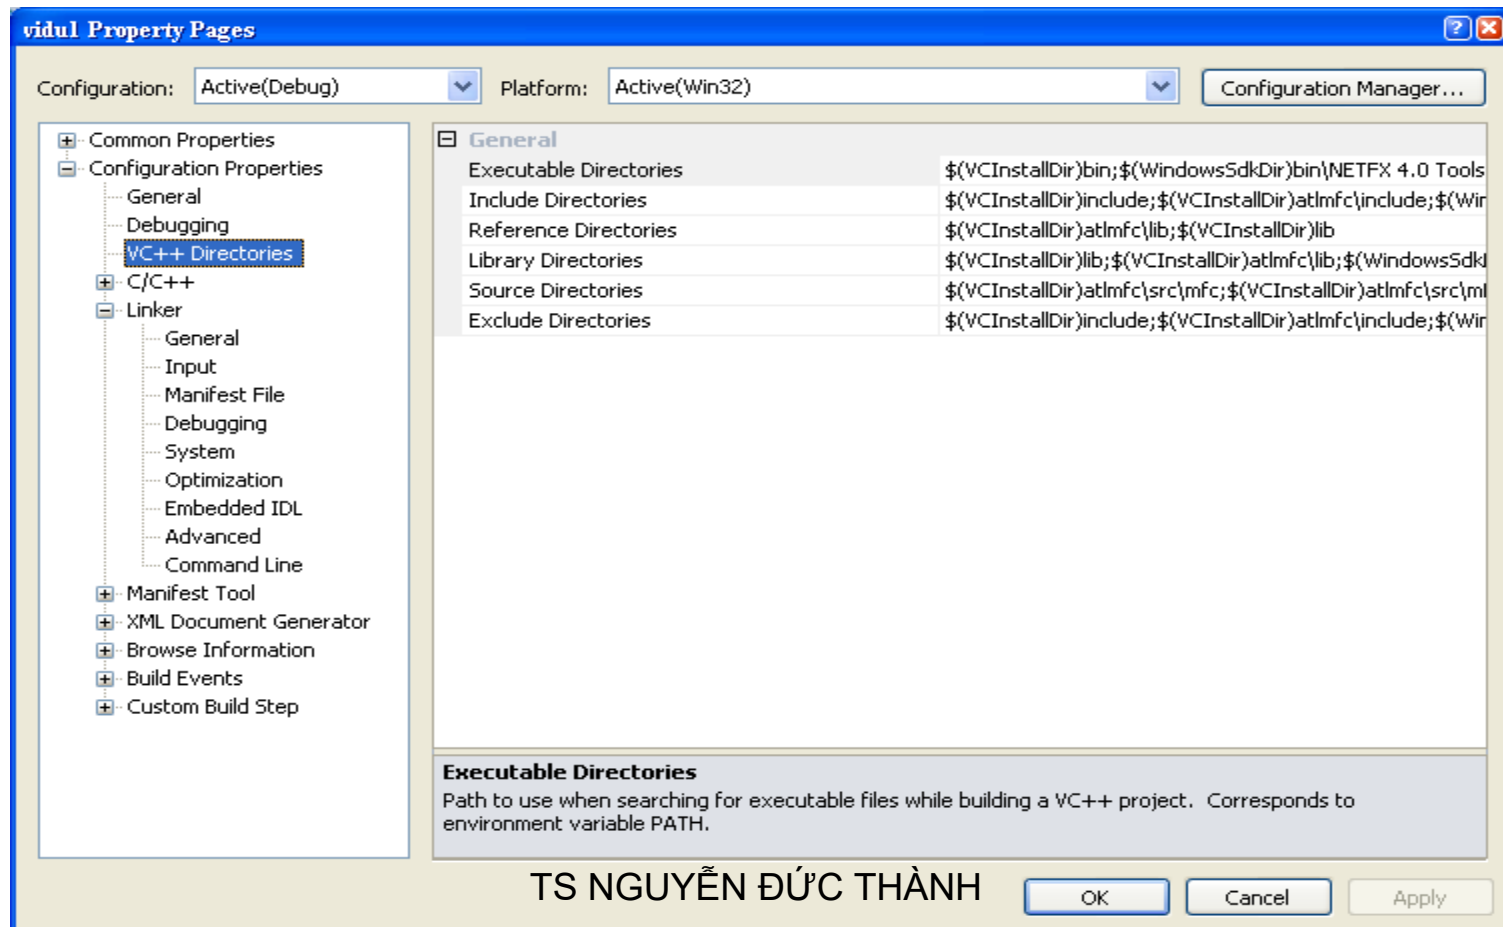 vidu1 Property Pages
Configuration: Active(Debug) Platform: Active(Win32) Configuration Manager...
Common Properties
Configuration Properties
General
Debugging
VC++ Directories
C/C++
Linker
General
Input
Manifest File
Debugging
System
Optimization
Embedded IDL
Advanced
Command Line
Manifest Tool
XML Document Generator
Browse Information
Build Events
Custom Build Step
General
Executable Directories $(VCInstallDir)bin;$(WindowsSdkDir)bin\NETFX 4.0 Tools
Include Directories $(VCInstallDir)include;$(VCInstallDir)atlmfc\include;$(Wir
Reference Directories $(VCInstallDir)atlmfc\lib;$(VCInstallDir)lib
Library Directories $(VCInstallDir)lib;$(VCInstallDir)atlmfc\lib;$(WindowsSdk
Source Directories $(VCInstallDir)atlmfc\src\mfc;$(VCInstallDir)atlmfc\src\m
Exclude Directories $(VCInstallDir)include;$(VCInstallDir)atlmfc\include;$(Wir
Executable Directories
Path to use when searching for executable files while building a VC++ project. Corresponds to
environment variable PATH.
TS NGUYỄN ĐỨC THÀNH
OK Cancel Apply